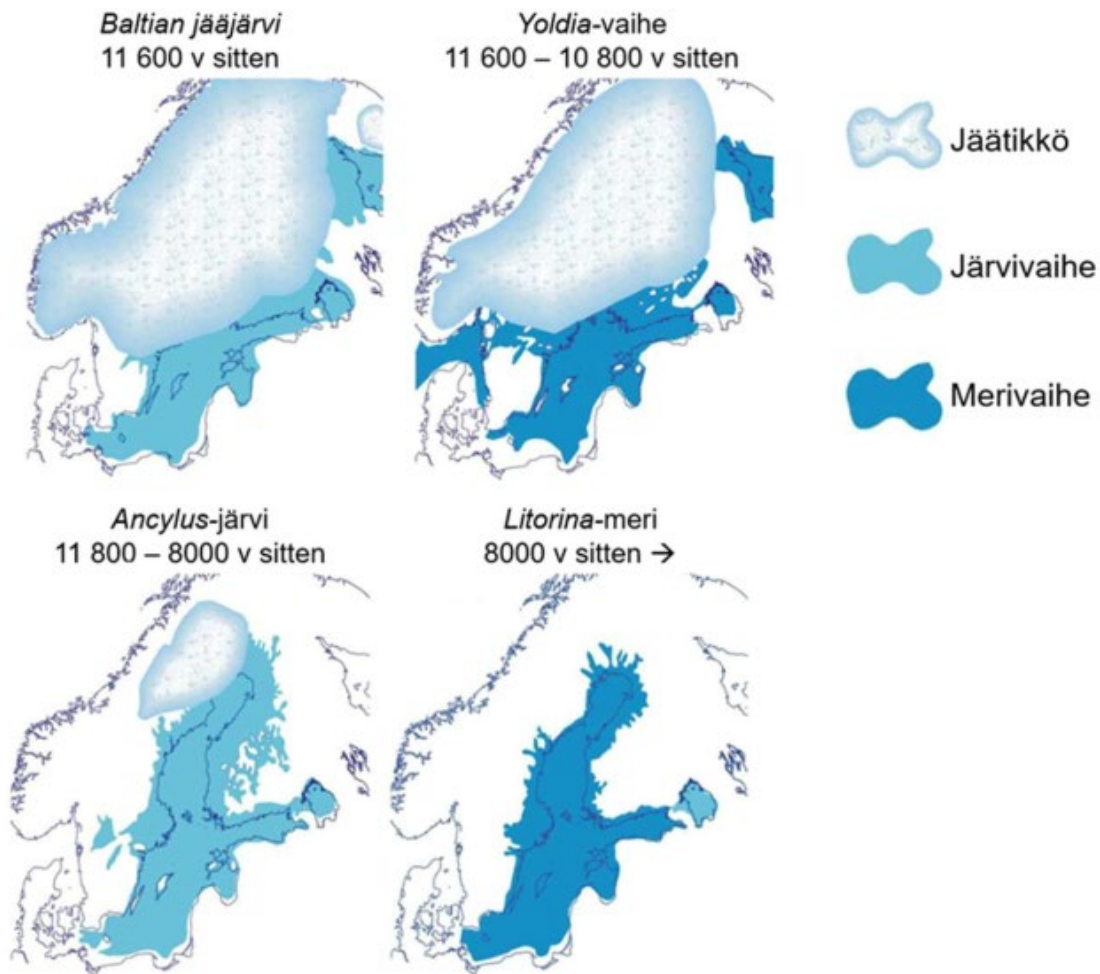 Baltian jääjärvi
11 600 v sitten
Yoldia-vaihe
11 600 – 10 800 v sitten
Jäätikkö
Järvivaihe
Merivaihe
Ancylus-järvi
11 800 – 8000 v sitten
Litorina-meri
8000 v sitten →